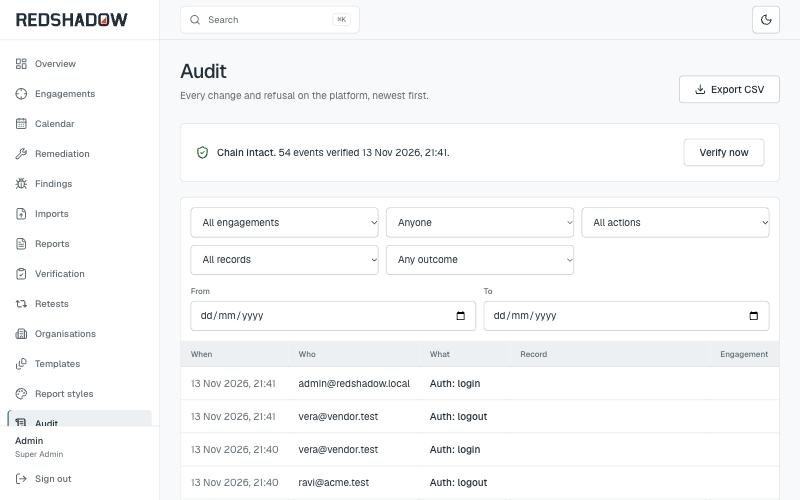 REDSHADOW
Search
⌘K
Overview
Engagements
Calendar
Remediation
Findings
Imports
Reports
Verification
Retests
Organisations
Templates
Report styles
Audit
Admin
Super Admin
Sign out
Audit
Every change and refusal on the platform, newest first.
Export CSV
Chain intact. 54 events verified 13 Nov 2026, 21:41.
Verify now
All engagements
Anyone
All actions
All records
Any outcome
From
To
dd/mm/yyyy
dd/mm/yyyy
When Who What Record Engagement
13 Nov 2026, 21:41 admin@redshadow.local Auth: login
13 Nov 2026, 21:41 vera@vendor.test Auth: logout
13 Nov 2026, 21:40 vera@vendor.test Auth: login
13 Nov 2026, 21:40 ravi@acme.test Auth: logout